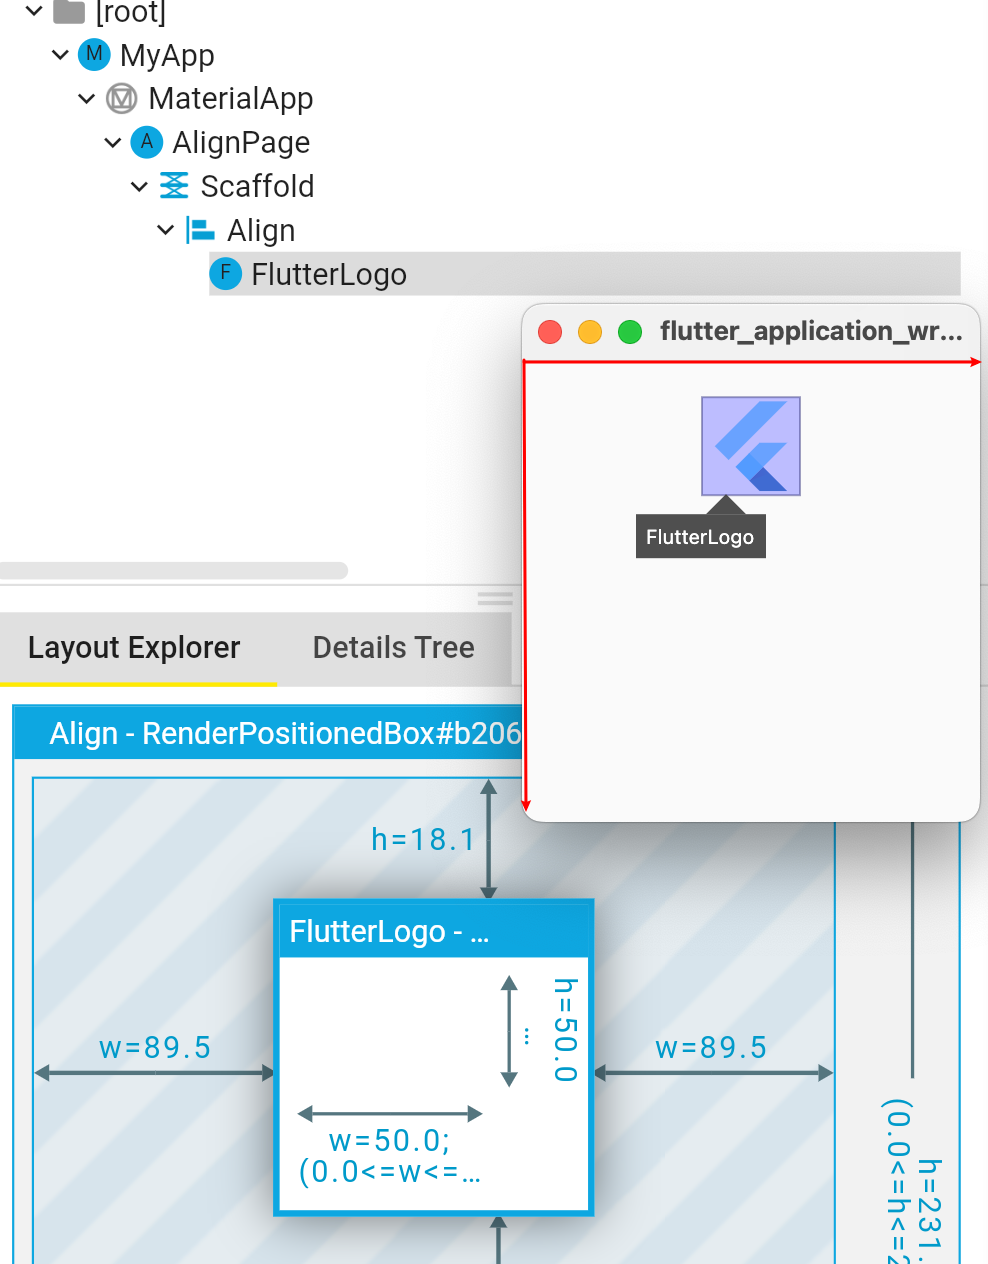 [root]
M MyApp
MaterialApp
A AlignPage
Scaffold
Align
F FlutterLogo
flutter_application_wr...
FlutterLogo
Layout Explorer
Details Tree
Align - RenderPositionedBox#b206
h=18.1
FlutterLogo - ...
h=50.0
...
w=89.5
w=89.5
w=50.0;
(0.0<=w<=...
h=231.
(0.0<=h<=2